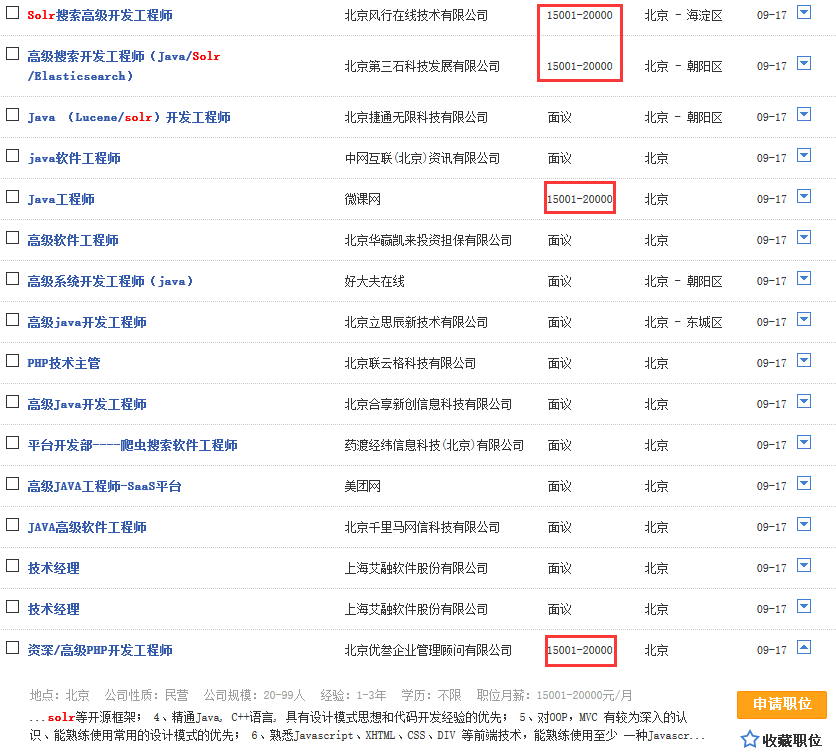 Solr搜索高级开发工程师 北京风行在线技术有限公司 15001-20000 北京 - 海淀区 09-17
高级搜索开发工程师（Java/Solr
/Elasticsearch） 北京第三石科技发展有限公司 15001-20000 北京 - 朝阳区 09-17
Java （Lucene/solr）开发工程师 北京捷通无限科技有限公司 面议 北京 - 朝阳区 09-17
java软件工程师 中网互联(北京)资讯有限公司 面议 北京 09-17
Java工程师 微课网 15001-20000 北京 09-17
高级软件工程师 北京华赢凯来投资担保有限公司 面议 北京 09-17
高级系统开发工程师（java） 好大夫在线 面议 北京 - 朝阳区 09-17
高级java开发工程师 北京立思辰新技术有限公司 面议 北京 - 东城区 09-17
PHP技术主管 北京联云格科技有限公司 面议 北京 09-17
高级Java开发工程师 北京合享新创信息科技有限公司 面议 北京 09-17
平台开发部----爬虫搜索软件工程师 药渡经纬信息科技(北京)有限公司 面议 北京 09-17
高级JAVA工程师-SaaS平台 美团网 面议 北京 09-17
JAVA高级软件工程师 北京千里马网信科技有限公司 面议 北京 09-17
技术经理 上海艾融软件股份有限公司 面议 北京 09-17
技术经理 上海艾融软件股份有限公司 面议 北京 09-17
资深/高级PHP开发工程师 北京优叁企业管理顾问有限公司 15001-20000 北京 09-17
地点：北京 公司性质：民营 公司规模：20-99人 经验：1-3年 学历：不限 职位月薪：15001-20000元/月
申请职位
...solr等开源框架； 4、精通Java, C++语言, 具有设计模式思想和代码开发经验的优先； 5、对OOP，MVC 有较为深入的认
识、能熟练使用常用的设计模式的优先； 6、熟悉Javascript、XHTML、CSS、DIV 等前端技术，能熟练使用至少 一种Javascr...
收藏职位